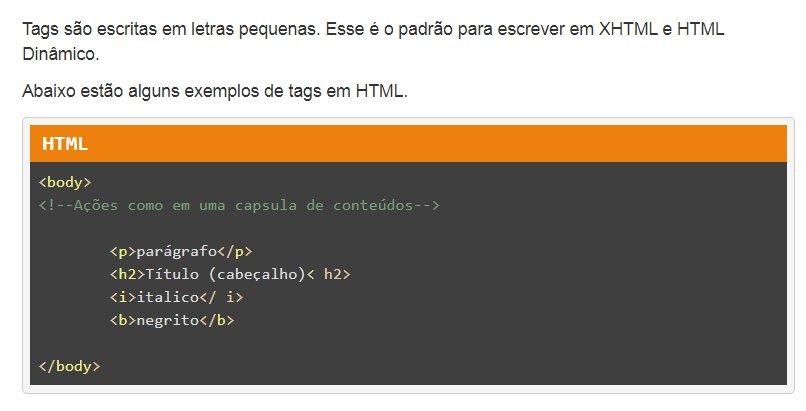 Tags são escritas em letras pequenas. Esse é o padrão para escrever em XHTML e HTML
Dinâmico.
Abaixo estão alguns exemplos de tags em HTML.
HTML
<body>
<!--Ações como em uma capsula de conteúdos-->
<p>parágrafo</p>
<h2>Título (cabeçalho)< h2>
<i>italico</ i>
<b>negrito</b>
</body>